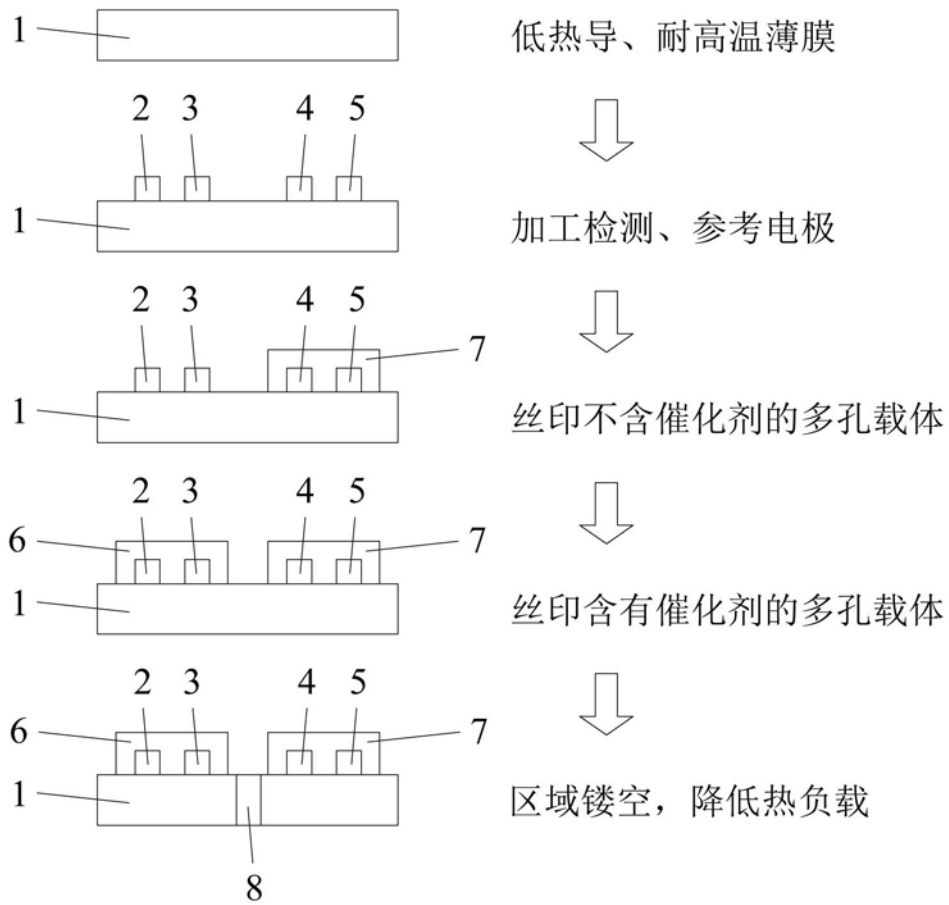 1
低热导、耐高温薄膜
2 3 4 5
1
加工检测、参考电极
2 3 4 5
7
1
丝印不含催化剂的多孔载体
2 3 4 5
6 7
1
丝印含有催化剂的多孔载体
2 3 4 5
6 7
1
区域镂空，降低热负载
8